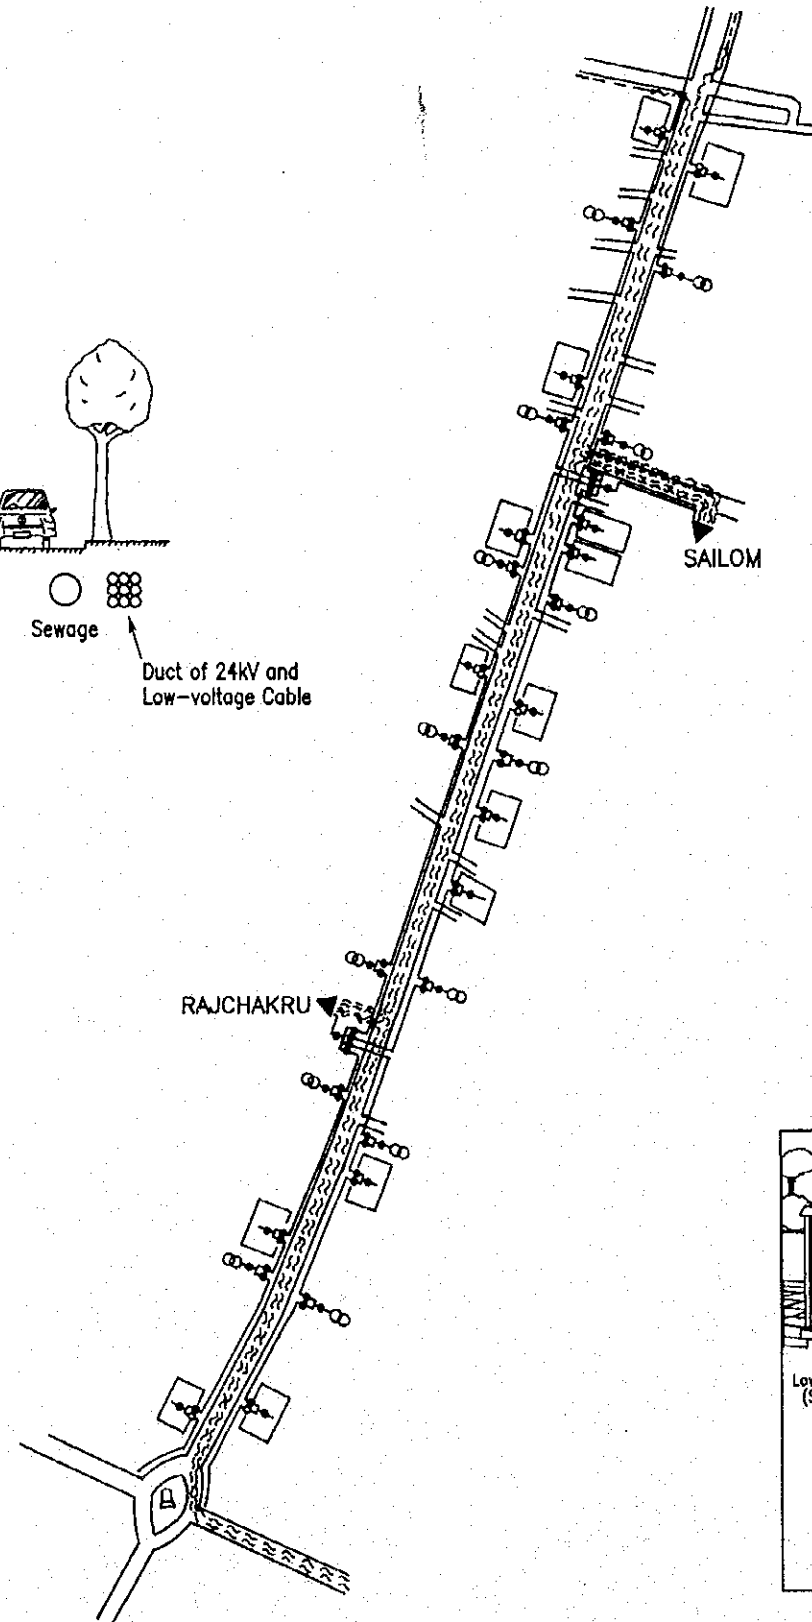 SAILOM
Sewage
Duct of 24kV and
Low-voltage Cable
RAJCHAKRU